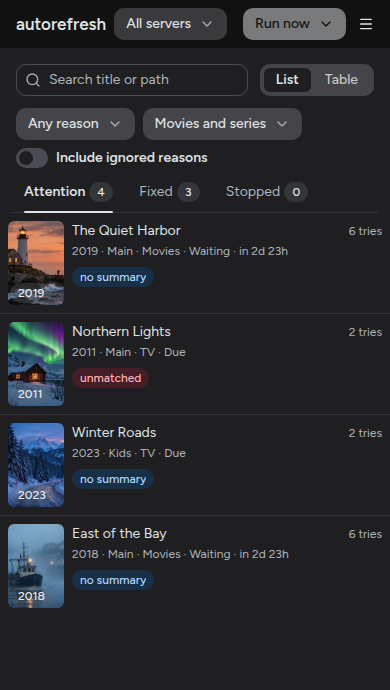 autorefresh All servers Run now
Search title or path List Table
Any reason Movies and series
Include ignored reasons
Attention 4 Fixed 3 Stopped 0
The Quiet Harbor 6 tries
2019 · Main · Movies · Waiting · in 2d 23h
no summary
2019
Northern Lights 2 tries
2011 · Main · TV · Due
unmatched
2011
Winter Roads 2 tries
2023 · Kids · TV · Due
no summary
2023
East of the Bay 6 tries
2018 · Main · Movies · Waiting · in 2d 23h
no summary
2018